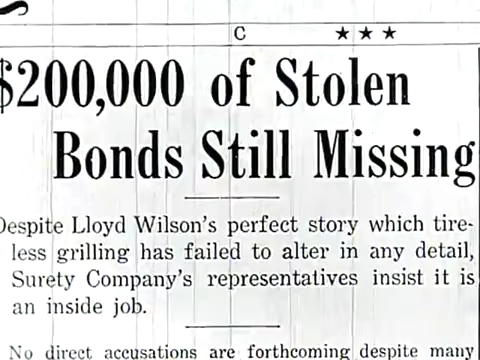 C ★★★
$200,000 of Stolen
Bonds Still Missing
Despite Lloyd Wilson's perfect story which tire-
less grilling has failed to alter in any detail,
Surety Company's representatives insist it is
an inside job.
No direct accusations are forthcoming despite many